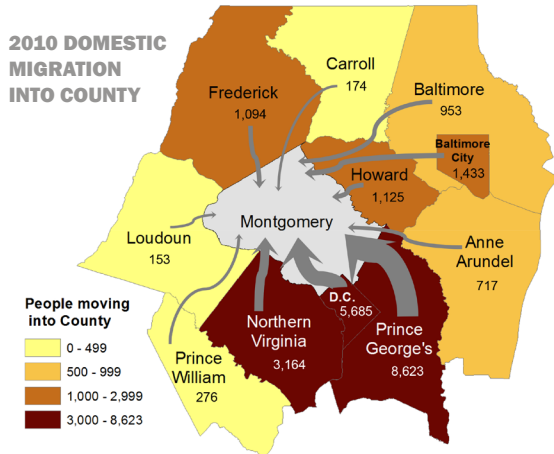 2010 DOMESTIC
MIGRATION
INTO COUNTY
Carroll
174
Frederick
1,094
Baltimore
953
Baltimore
City
1,433
Howard
1,125
Montgomery
Loudoun
153
Anne
Arundel
717
D.C.
5,685
Northern
Virginia
3,164
Prince
George's
8,623
Prince
William
276
People moving
into County
0 - 499
500 - 999
1,000 - 2,999
3,000 - 8,623